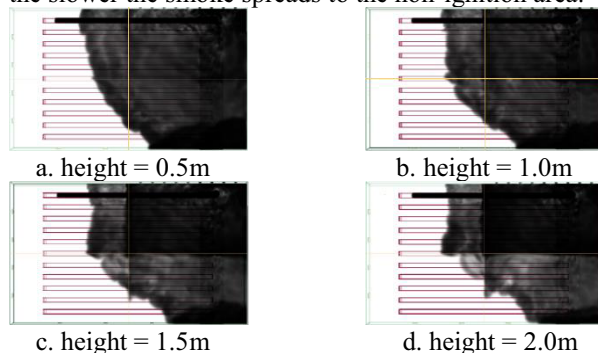 the slower the smoke spreads to the non-ignition area.
a. height = 0.5m
b. height = 1.0m
c. height = 1.5m
d. height = 2.0m